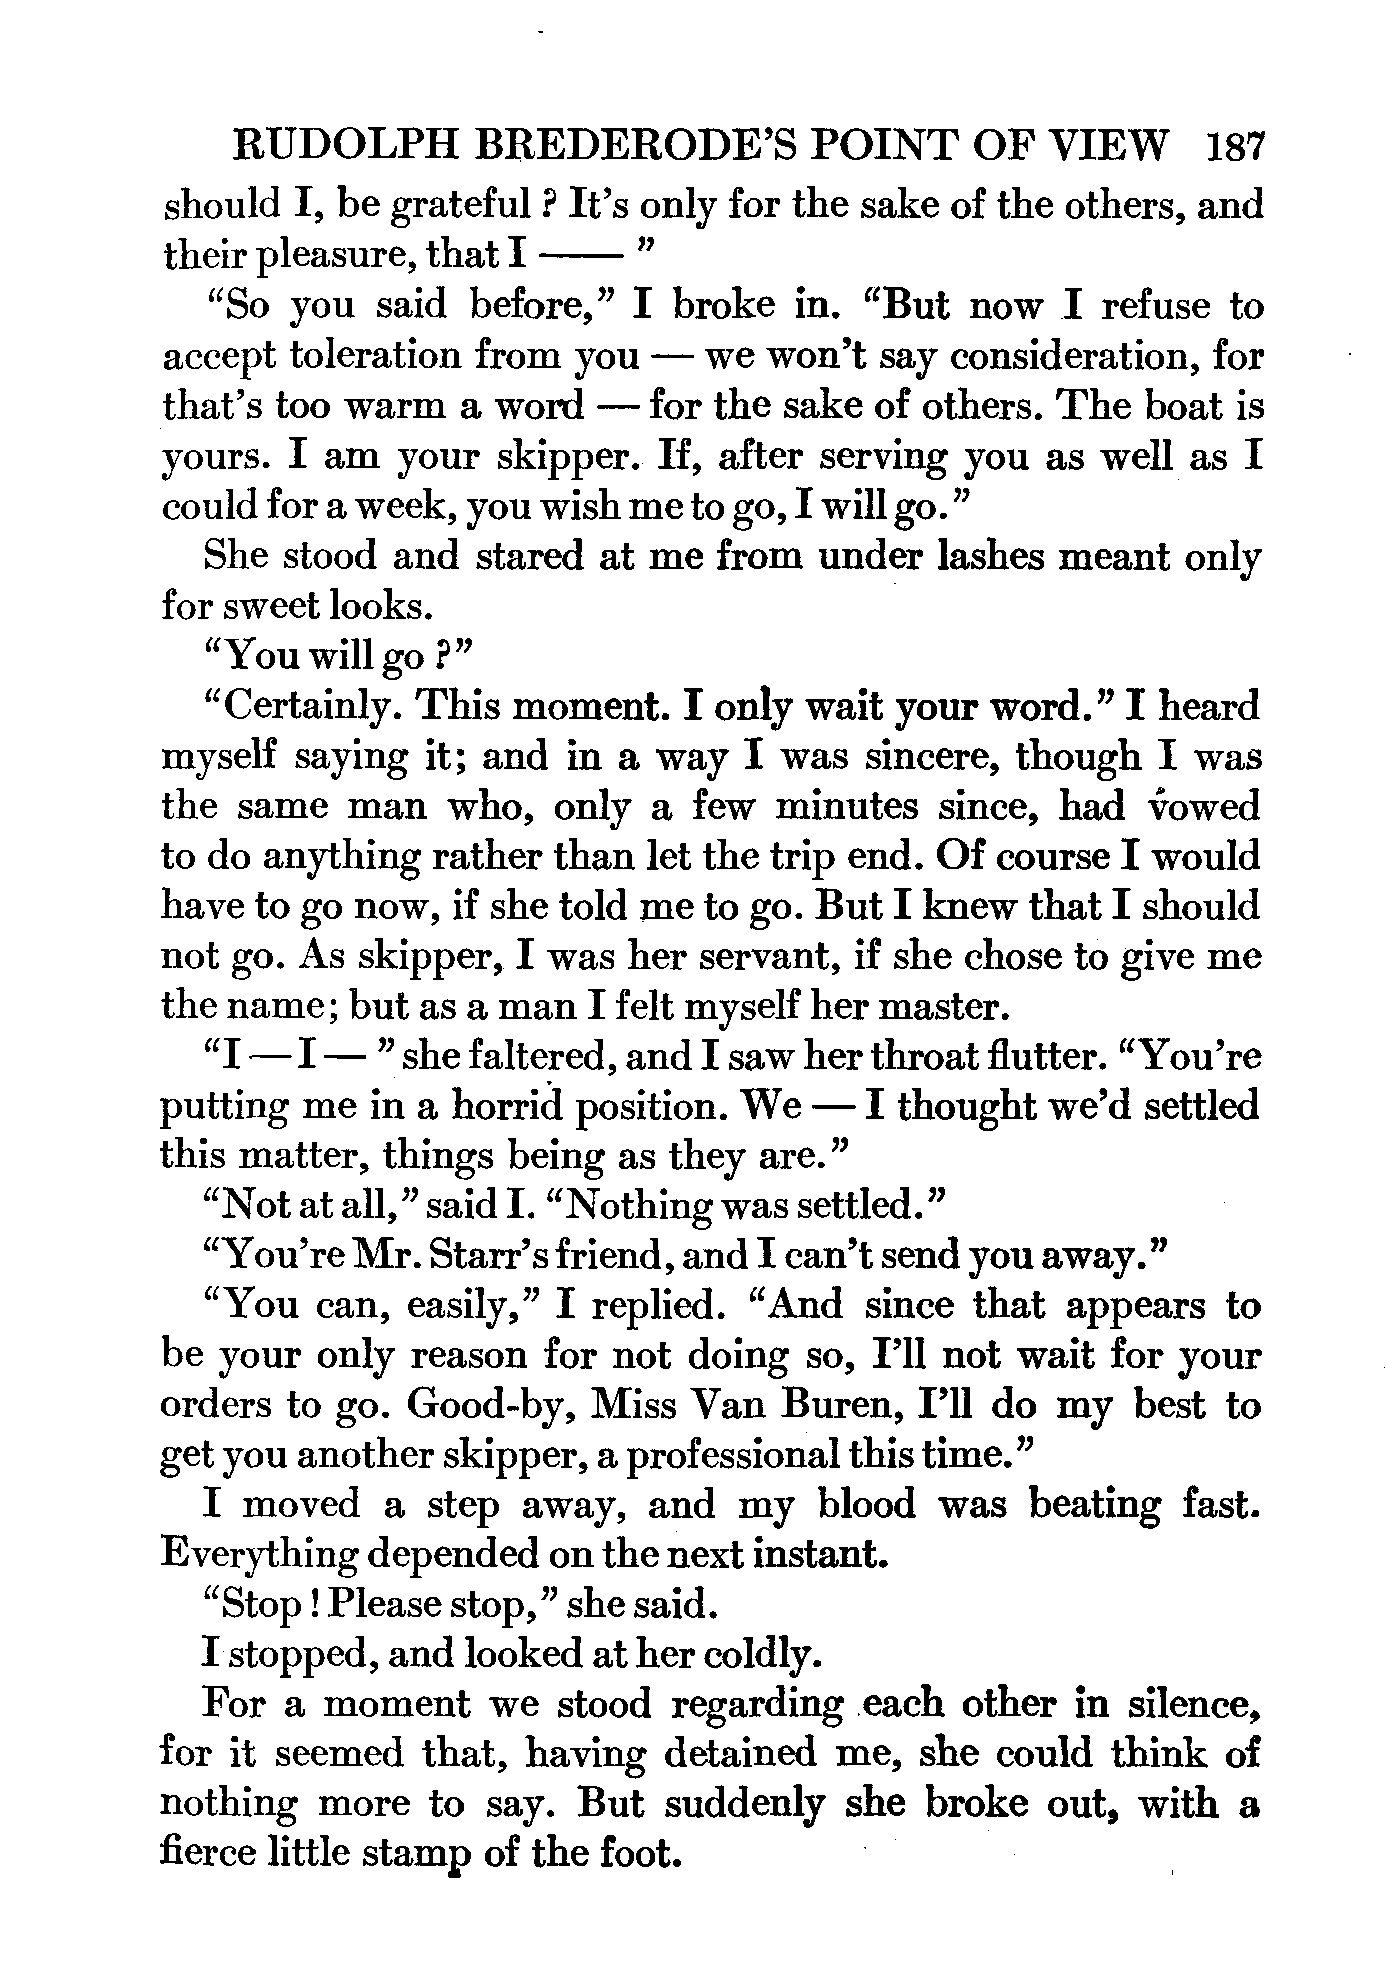 RUDOLPH BREDERODE'S POINT OF VIEW 187
should I, be grateful ? It's only for the sake of the others, and
their pleasure, that I —— "
"So you said before," I broke in. "But now I refuse to
accept toleration from you — we won't say consideration, for
that's too warm a word — for the sake of others. The boat is
yours. I am your skipper. If, after serving you as well as I
could for a week, you wish me to go, I will go."
She stood and stared at me from under lashes meant only
for sweet looks.
"You will go ?"
"Certainly. This moment. I only wait your word." I heard
myself saying it; and in a way I was sincere, though I was
the same man who, only a few minutes since, had vowed
to do anything rather than let the trip end. Of course I would
have to go now, if she told me to go. But I knew that I should
not go. As skipper, I was her servant, if she chose to give me
the name; but as a man I felt myself her master.
"I — I — " she faltered, and I saw her throat flutter. "You're
putting me in a horrid position. We — I thought we'd settled
this matter, things being as they are."
"Not at all," said I. "Nothing was settled."
"You're Mr. Starr's friend, and I can't send you away."
"You can, easily," I replied. "And since that appears to
be your only reason for not doing so, I'll not wait for your
orders to go. Good-by, Miss Van Buren, I'll do my best to
get you another skipper, a professional this time."
I moved a step away, and my blood was beating fast.
Everything depended on the next instant.
"Stop ! Please stop," she said.
I stopped, and looked at her coldly.
For a moment we stood regarding each other in silence,
for it seemed that, having detained me, she could think of
nothing more to say. But suddenly she broke out, with a
fierce little stamp of the foot.